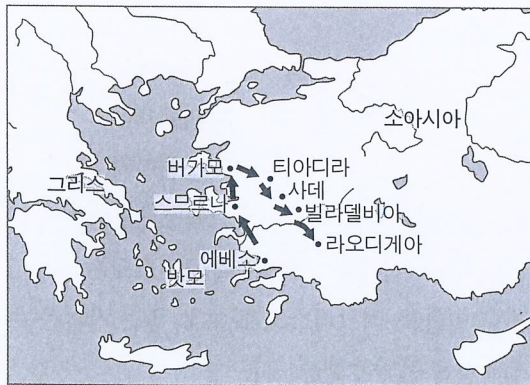 소아시아
버가모
티아디라
사데
그리스
스므르나
빌라델비아
라오디게아
에베소
밧모